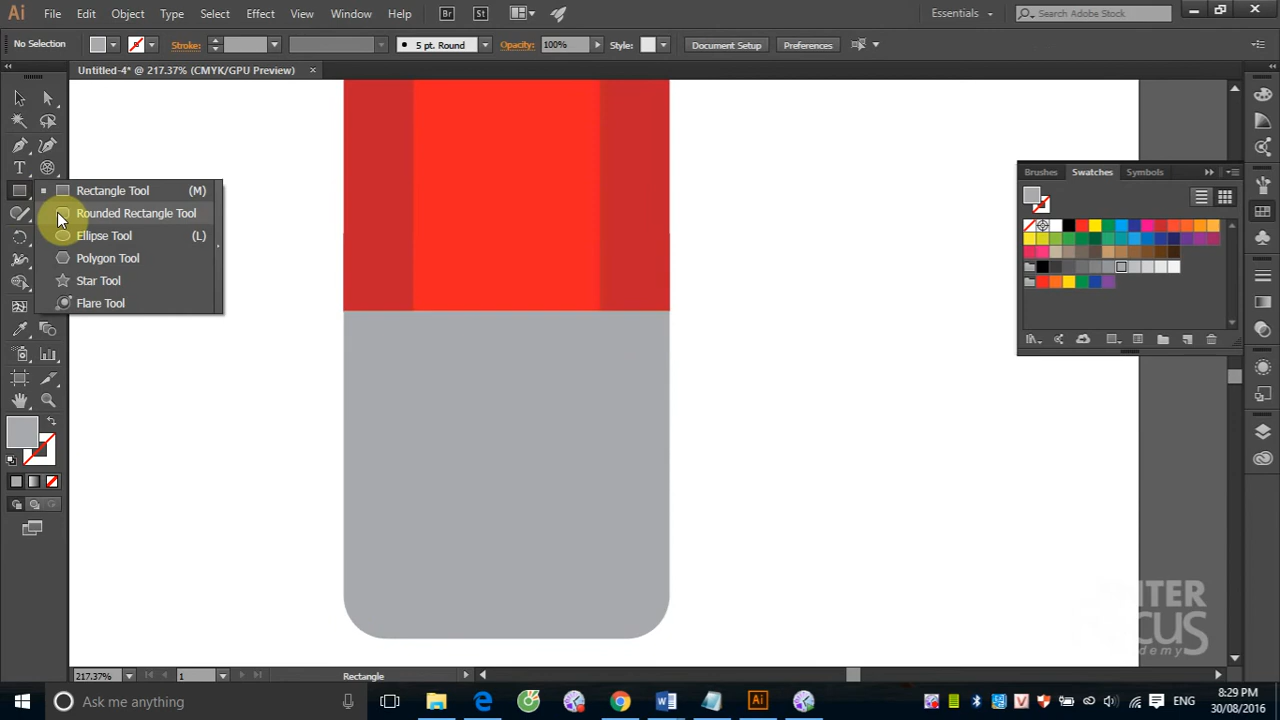 Ai File Edit Object Type Select Effect View Window Help Br St Essentials Search Adobe Stock
No Selection Stroke: 5 pt. Round Opacity: 100% Style: Document Setup Preferences
Untitled-4* @ 217.37% (CMYK/GPU Preview)
Brushes Swatches Symbols
Rectangle Tool (M)
Rounded Rectangle Tool
Ellipse Tool (L)
Polygon Tool
Star Tool
Flare Tool
217.37% 1 Rectangle
Ask me anything
ENG
8:29 PM
30/08/2016